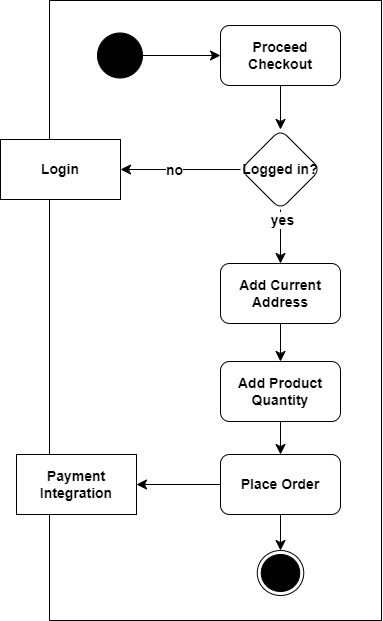 Proceed
Checkout
Login
no
Logged in?
yes
Add Current
Address
Add Product
Quantity
Payment
Integration
Place Order